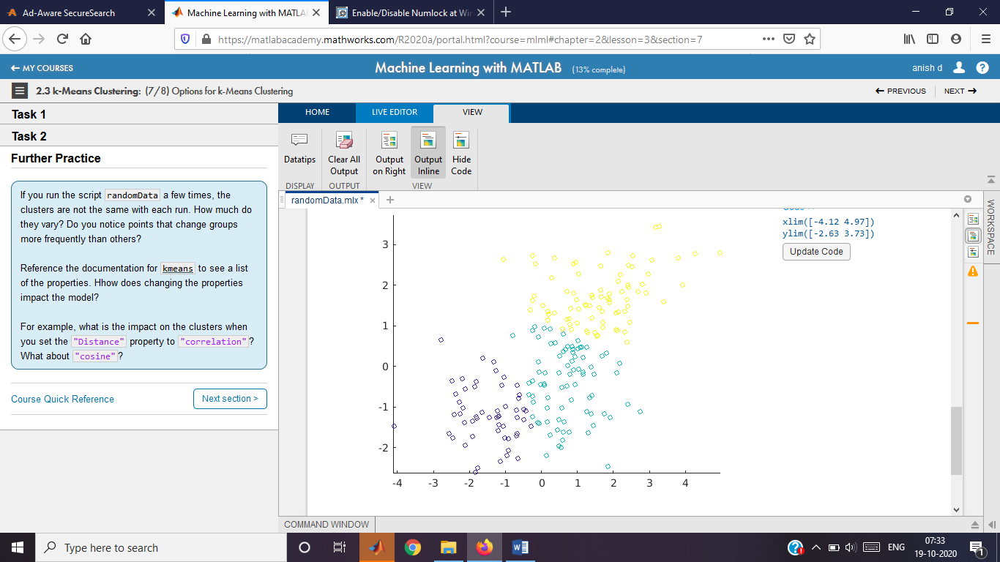 Ad-Aware SecureSearch
Machine Learning with MATLA
Enable/Disable Numlock at Wi
https://matlabacademy.mathworks.com/R2020a/portal.html?course=mlml#chapter=2&lesson=3&section=7
MY COURSES
Machine Learning with MATLAB (13% complete)
anish d
2.3 k-Means Clustering: (7/8) Options for k-Means Clustering
PREVIOUS
NEXT
Task 1
Task 2
Further Practice
If you run the script randomData a few times, the
clusters are not the same with each run. How much do
they vary? Do you notice points that change groups
more frequently than others?
Reference the documentation for kmeans to see a list
of the properties. Hhow does changing the properties
impact the model?
For example, what is the impact on the clusters when
you set the "Distance" property to "correlation"?
What about "cosine"?
Course Quick Reference
Next section >
HOME
LIVE EDITOR
VIEW
Datatips
Clear All
Output
Output
on Right
Output
Inline
Hide
Code
DISPLAY
OUTPUT
VIEW
randomData.mlx *
xlim([-4.12 4.97])
ylim([-2.63 3.73])
Update Code
WORKSPACE
3
2
1
0
-1
-2
-4 -3 -2 -1 0 1 2 3 4
COMMAND WINDOW
Type here to search
ENG
07:33
19-10-2020
1